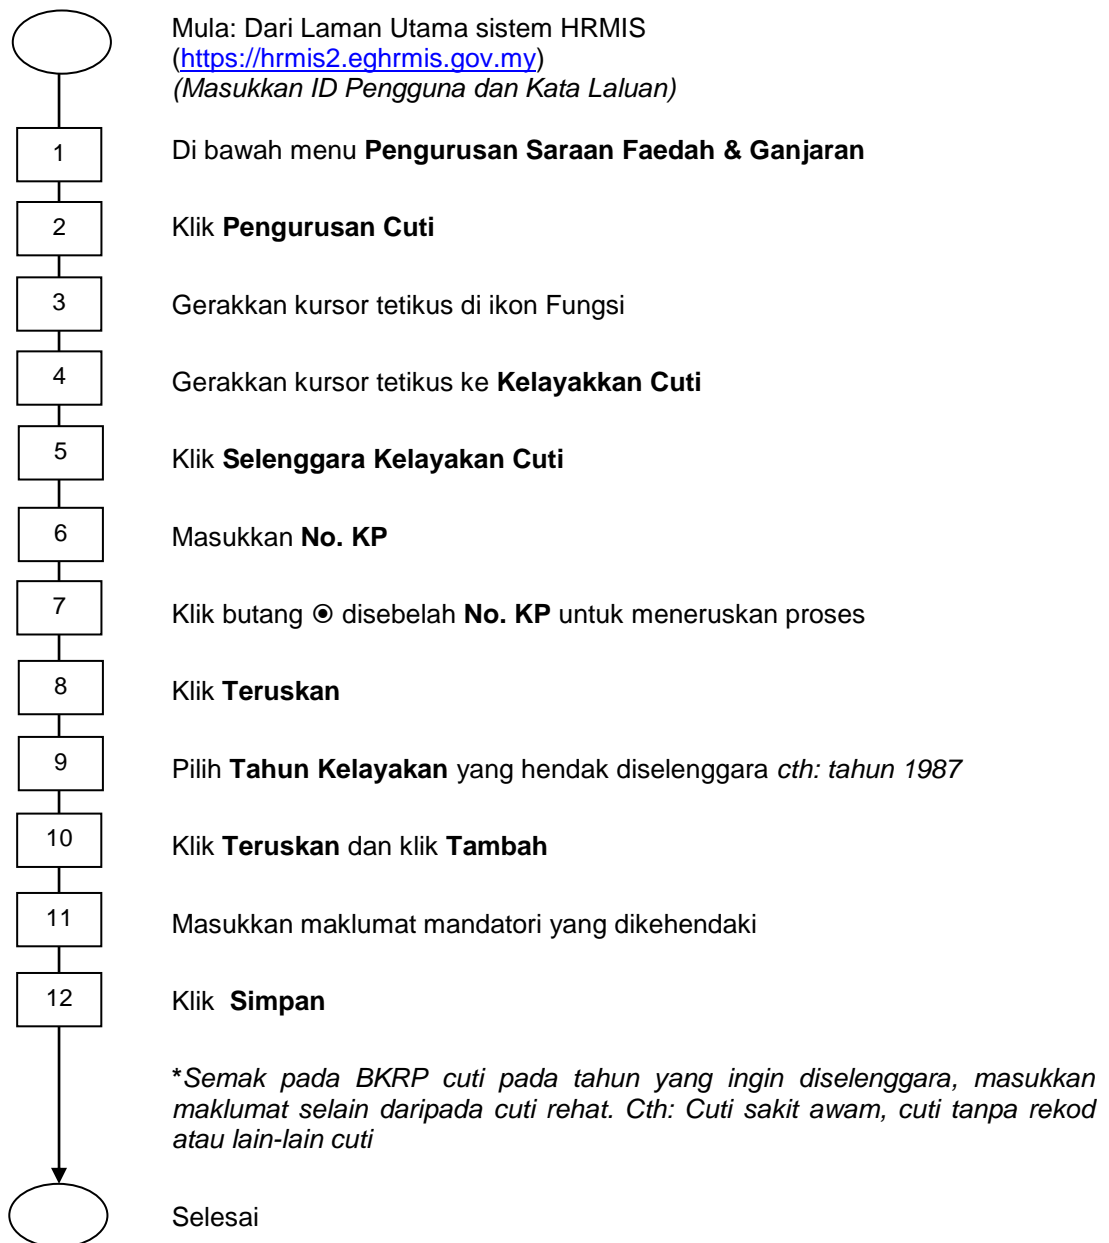 Mula: Dari Laman Utama sistem HRMIS
(https://hrmis2.eghrmis.gov.my)
(Masukkan ID Pengguna dan Kata Laluan)
1
Di bawah menu Pengurusan Saraan Faedah & Ganjaran
2
Klik Pengurusan Cuti
3
Gerakkan kursor tetikus di ikon Fungsi
4
Gerakkan kursor tetikus ke Kelayakkan Cuti
5
Klik Selenggara Kelayakan Cuti
6
Masukkan No. KP
7
Klik butang ◉ disebelah No. KP untuk meneruskan proses
8
Klik Teruskan
9
Pilih Tahun Kelayakan yang hendak diselenggara cth: tahun 1987
10
Klik Teruskan dan klik Tambah
11
Masukkan maklumat mandatori yang dikehendaki
12
Klik Simpan
*Semak pada BKRP cuti pada tahun yang ingin diselenggara, masukkan
maklumat selain daripada cuti rehat. Cth: Cuti sakit awam, cuti tanpa rekod
atau lain-lain cuti
Selesai